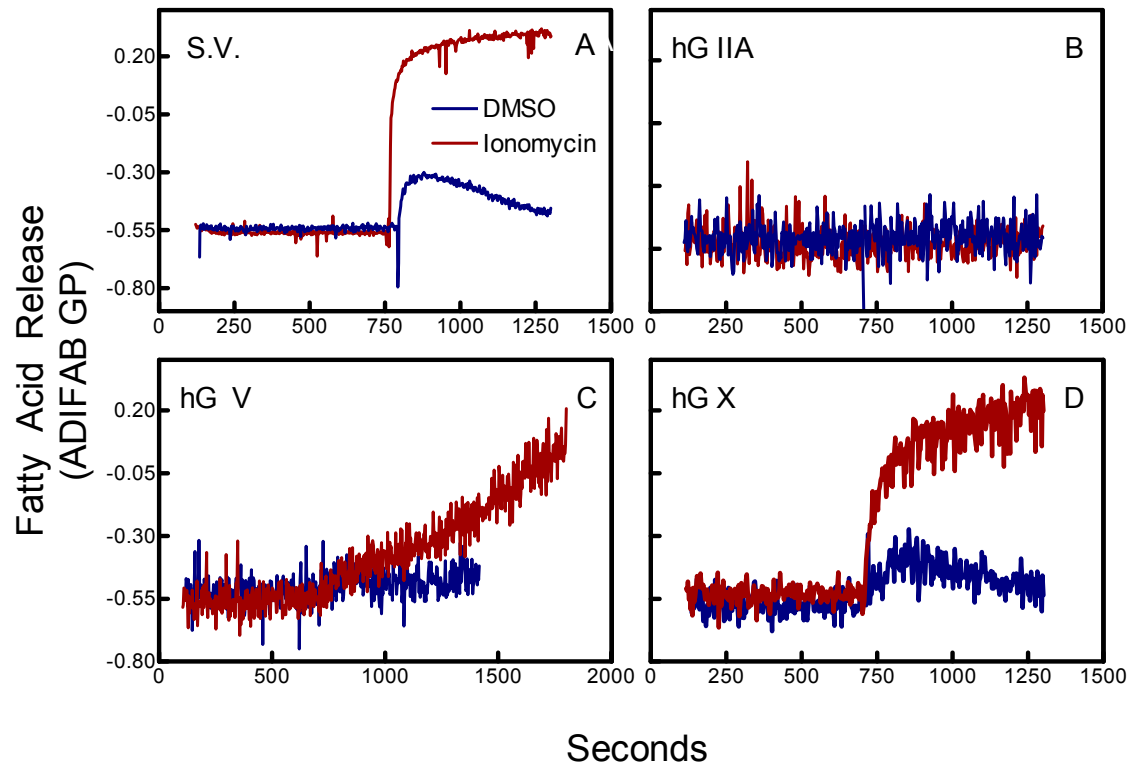 S.V.
A
0.20
-0.05
-0.30
-0.55
-0.80
DMSO
Ionomycin
0 250 500 750 1000 1250 1500
hG IIA
B
0 250 500 750 1000 1250 1500
Fatty Acid Release
(ADIFAB GP)
hG V
C
0.20
-0.05
-0.30
-0.55
-0.80
0 500 1000 1500 2000
hG X
D
0 250 500 750 1000 1250 1500
Seconds